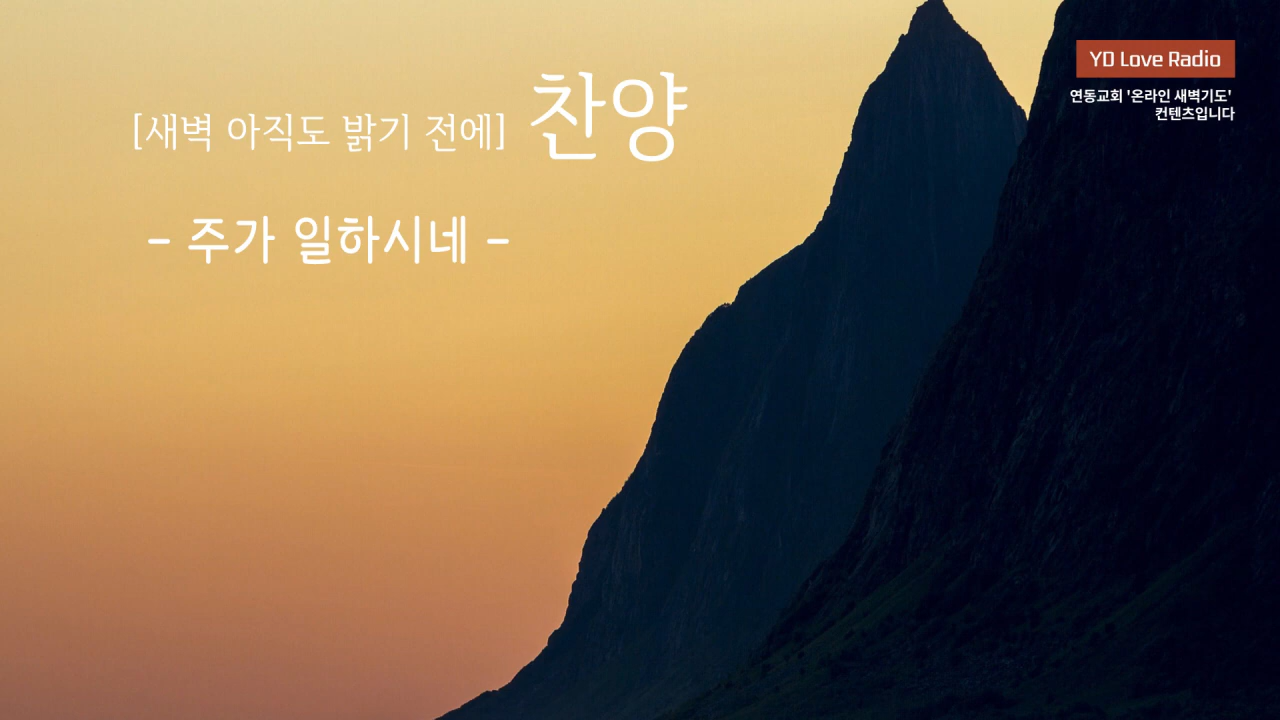 [새벽 아직도 밝기 전에] 찬양
- 주가 일하시네 -
YD Love Radio
연동교회 '온라인 새벽기도'
컨텐츠입니다